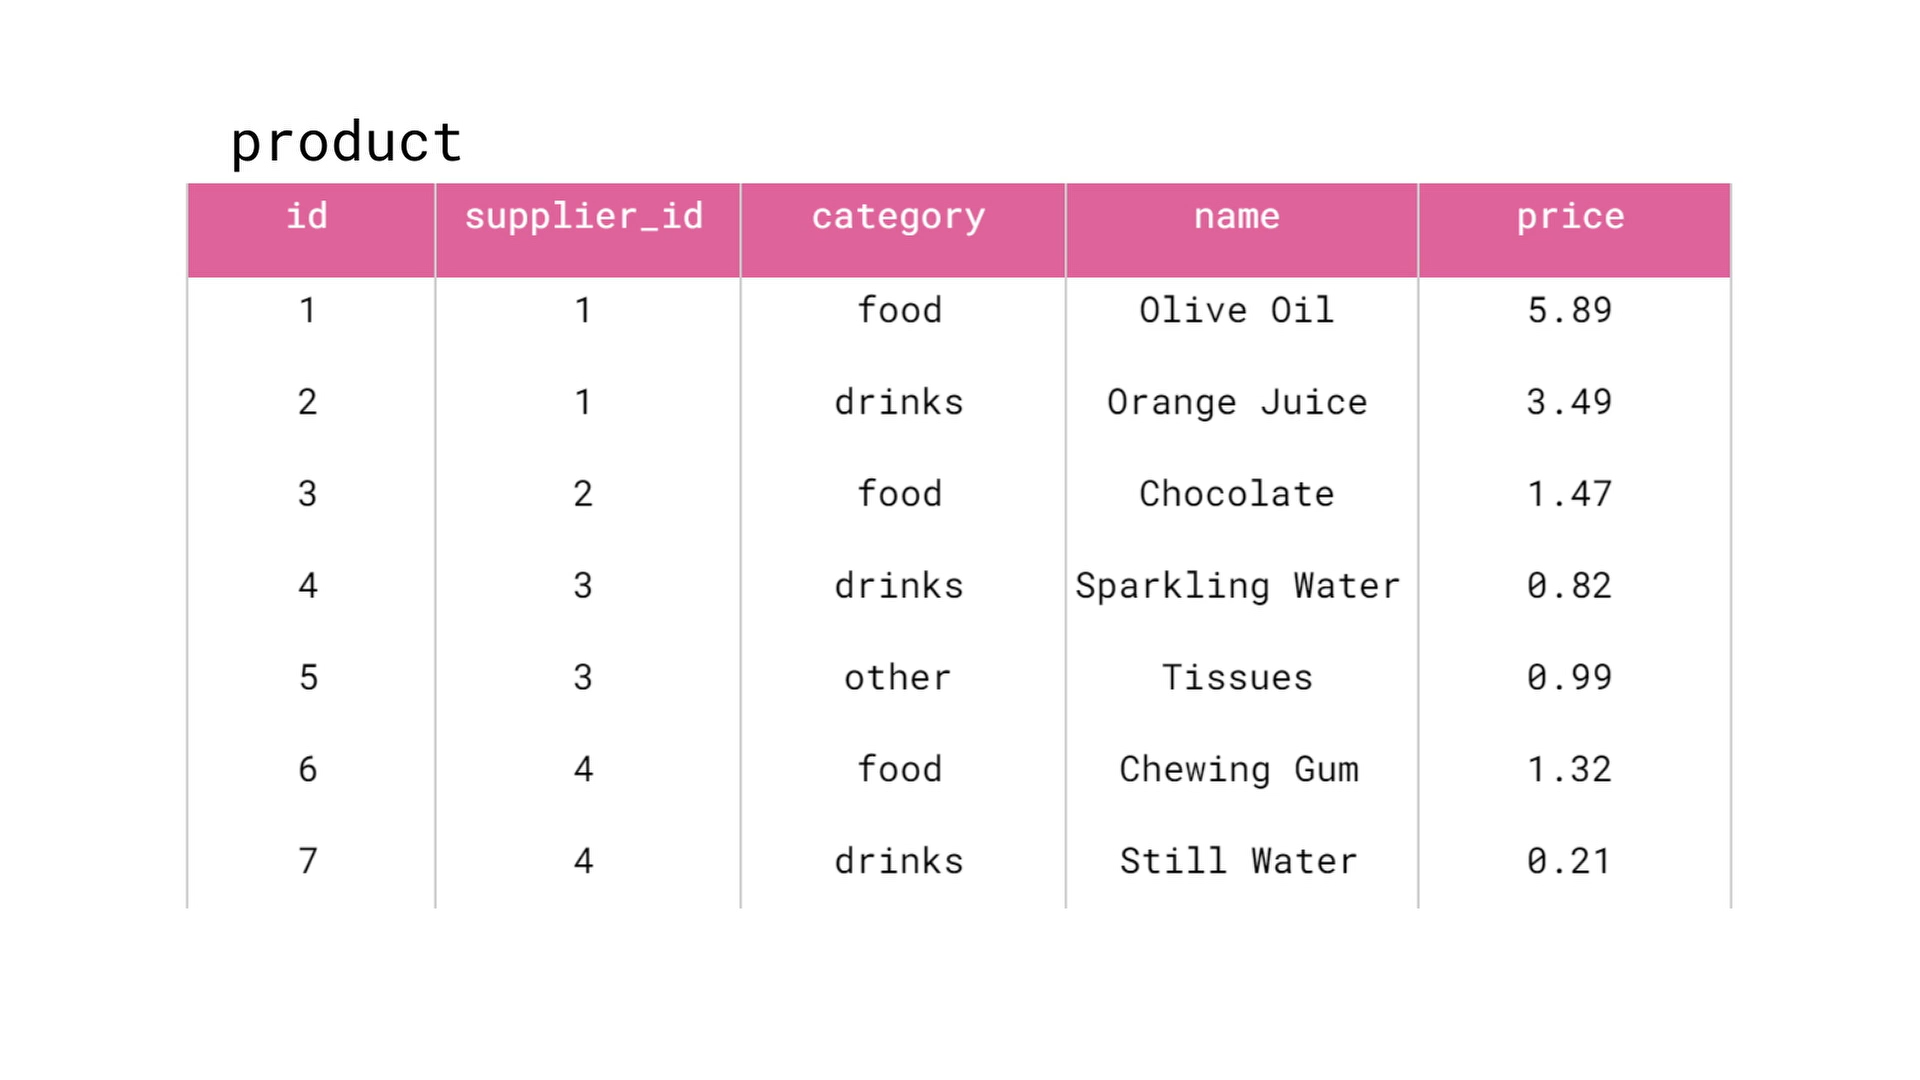 product
id supplier_id category name price
1 1 food Olive Oil 5.89
2 1 drinks Orange Juice 3.49
3 2 food Chocolate 1.47
4 3 drinks Sparkling Water 0.82
5 3 other Tissues 0.99
6 4 food Chewing Gum 1.32
7 4 drinks Still Water 0.21